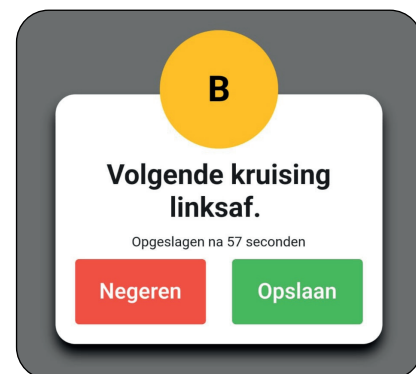 B
Volgende kruising
linksaf.
Opgeslagen na 57 seconden
Negeren
Opslaan